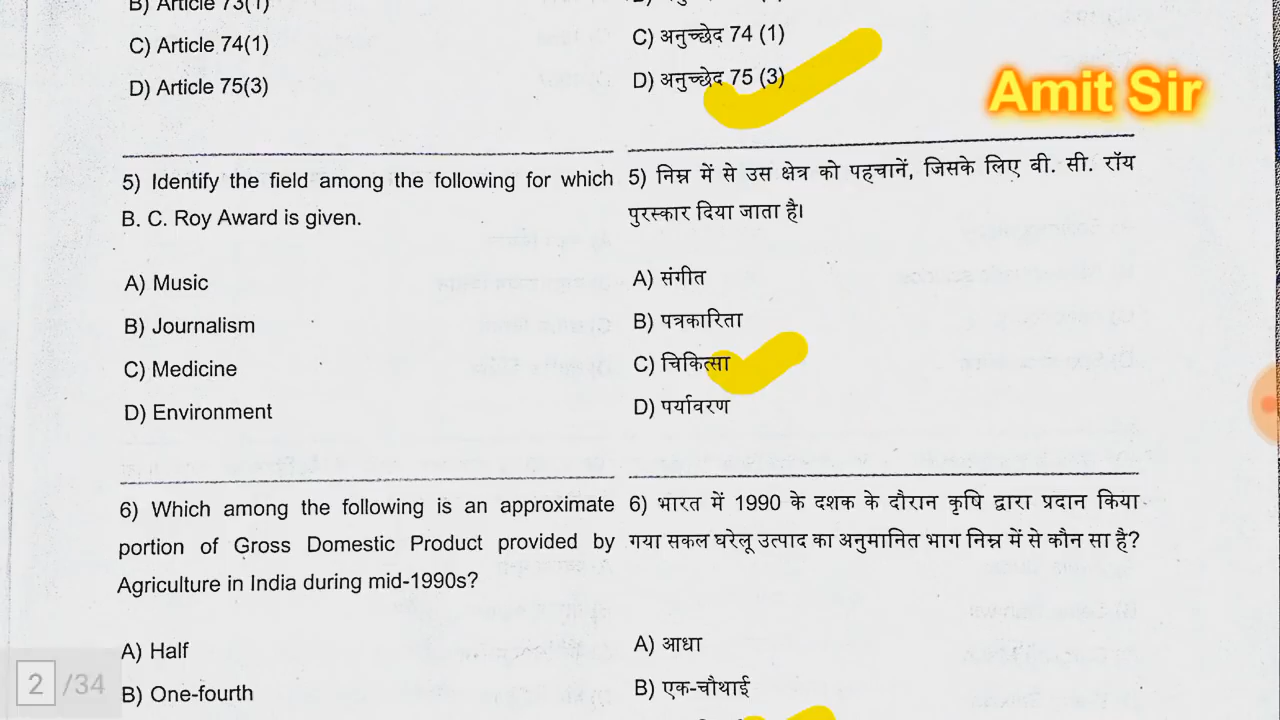 B) Article 73(1)
C) Article 74(1)
D) Article 75(3)
C) अनुच्छेद 74 (1)
D) अनुच्छेद 75 (3)
Amit Sir
5) Identify the field among the following for which
B. C. Roy Award is given.
A) Music
B) Journalism
C) Medicine
D) Environment
5) निम्न में से उस क्षेत्र को पहचानें, जिसके लिए वी. सी. रॉय
पुरस्कार दिया जाता है।
A) संगीत
B) पत्रकारिता
C) चिकित्सा
D) पर्यावरण
6) Which among the following is an approximate
portion of Gross Domestic Product provided by
Agriculture in India during mid-1990s?
A) Half
B) One-fourth
6) भारत में 1990 के दशक के दौरान कृषि द्वारा प्रदान किया
गया सकल घरेलू उत्पाद का अनुमानित भाग निम्न में से कौन सा है?
A) आधा
B) एक-चौथाई
2 /34